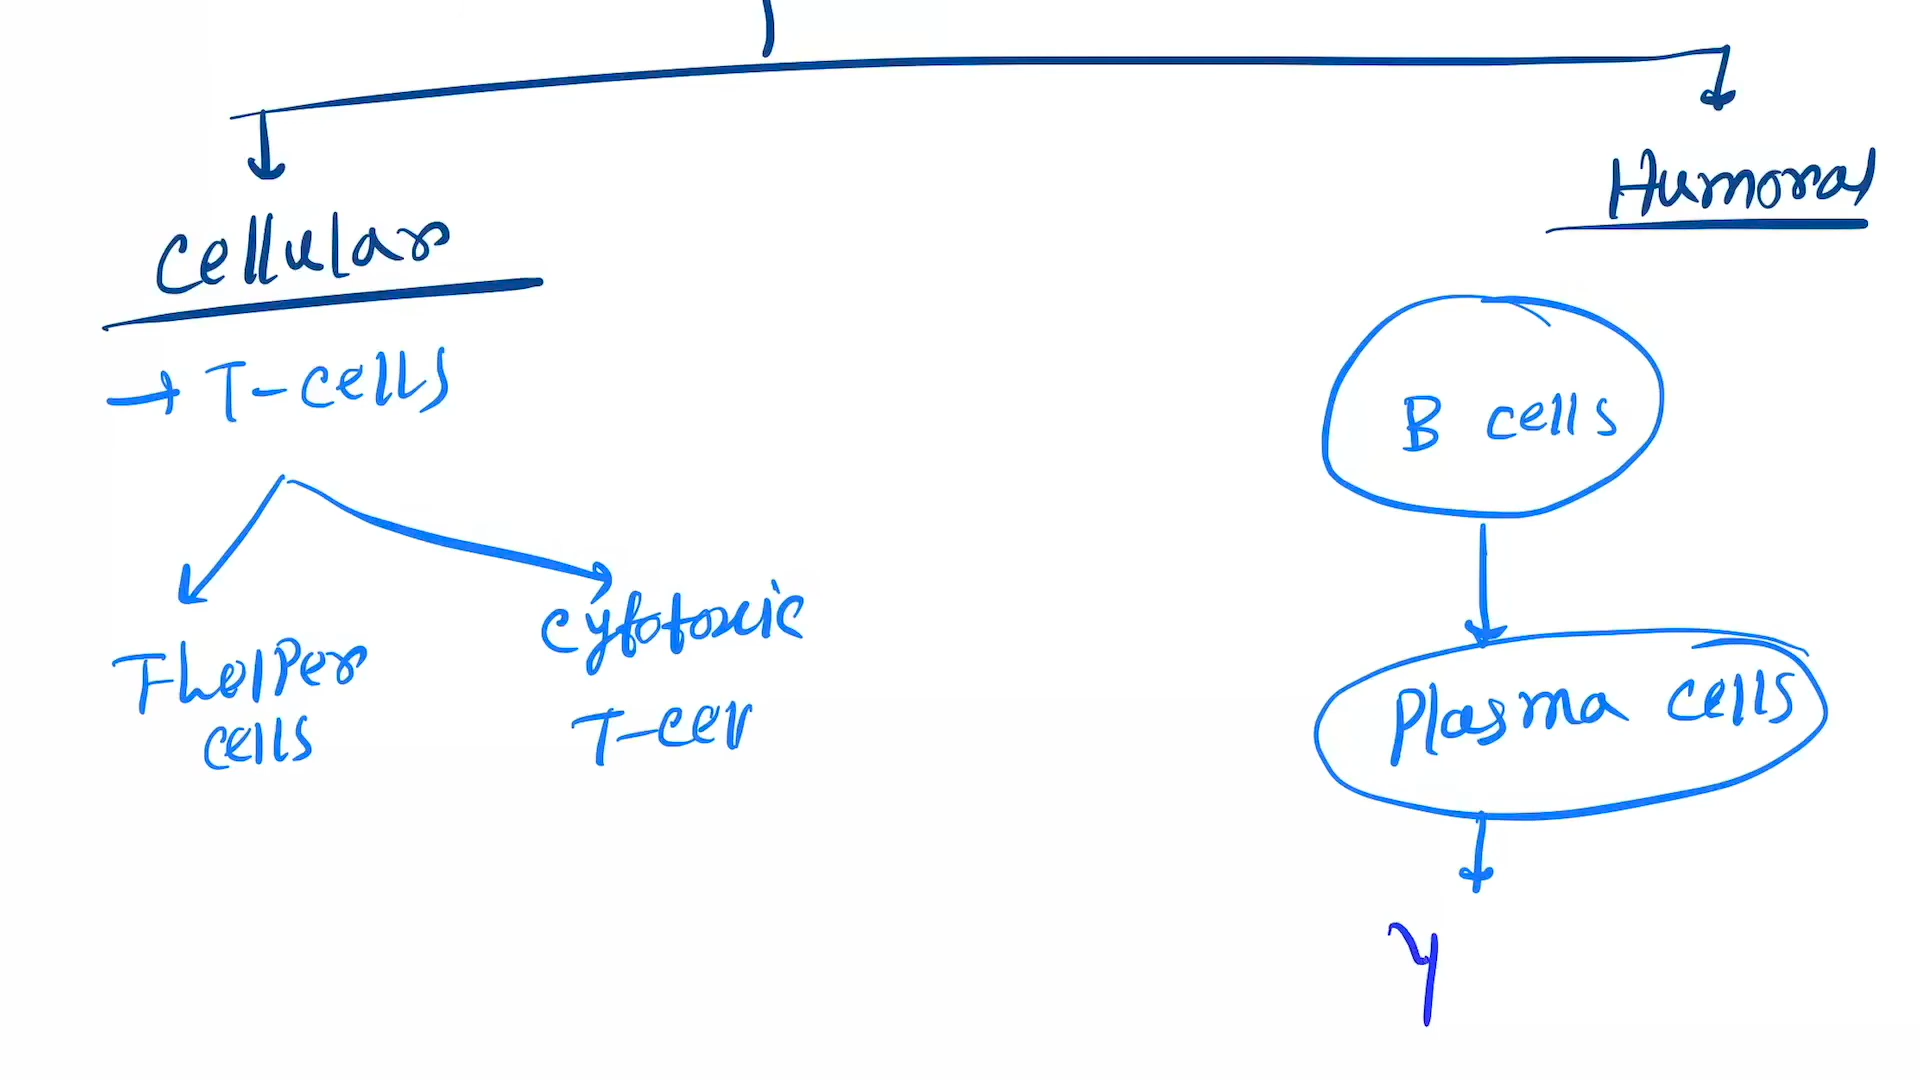 Cellular
→ T-cells
T helper
cells
cytotoxic
T-cell
Humoral
B cells
Plasma cells
Y